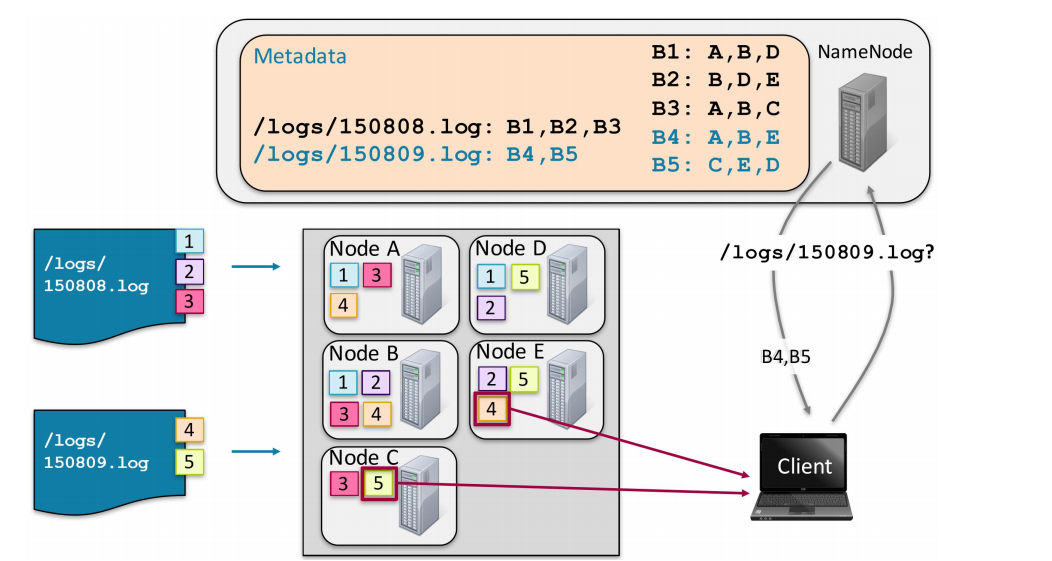 Metadata
/logs/150808.log: B1,B2,B3
/logs/150809.log: B4,B5
B1: A,B,D
B2: B,D,E
B3: A,B,C
B4: A,B,E
B5: C,E,D
NameNode
/logs/150809.log?
B4,B5
Client
/logs/
150808.log
1
2
3
/logs/
150809.log
4
5
Node A
1 3
4
Node D
1 5
2
Node B
1 2
3 4
Node E
2 5
4
Node C
3 5